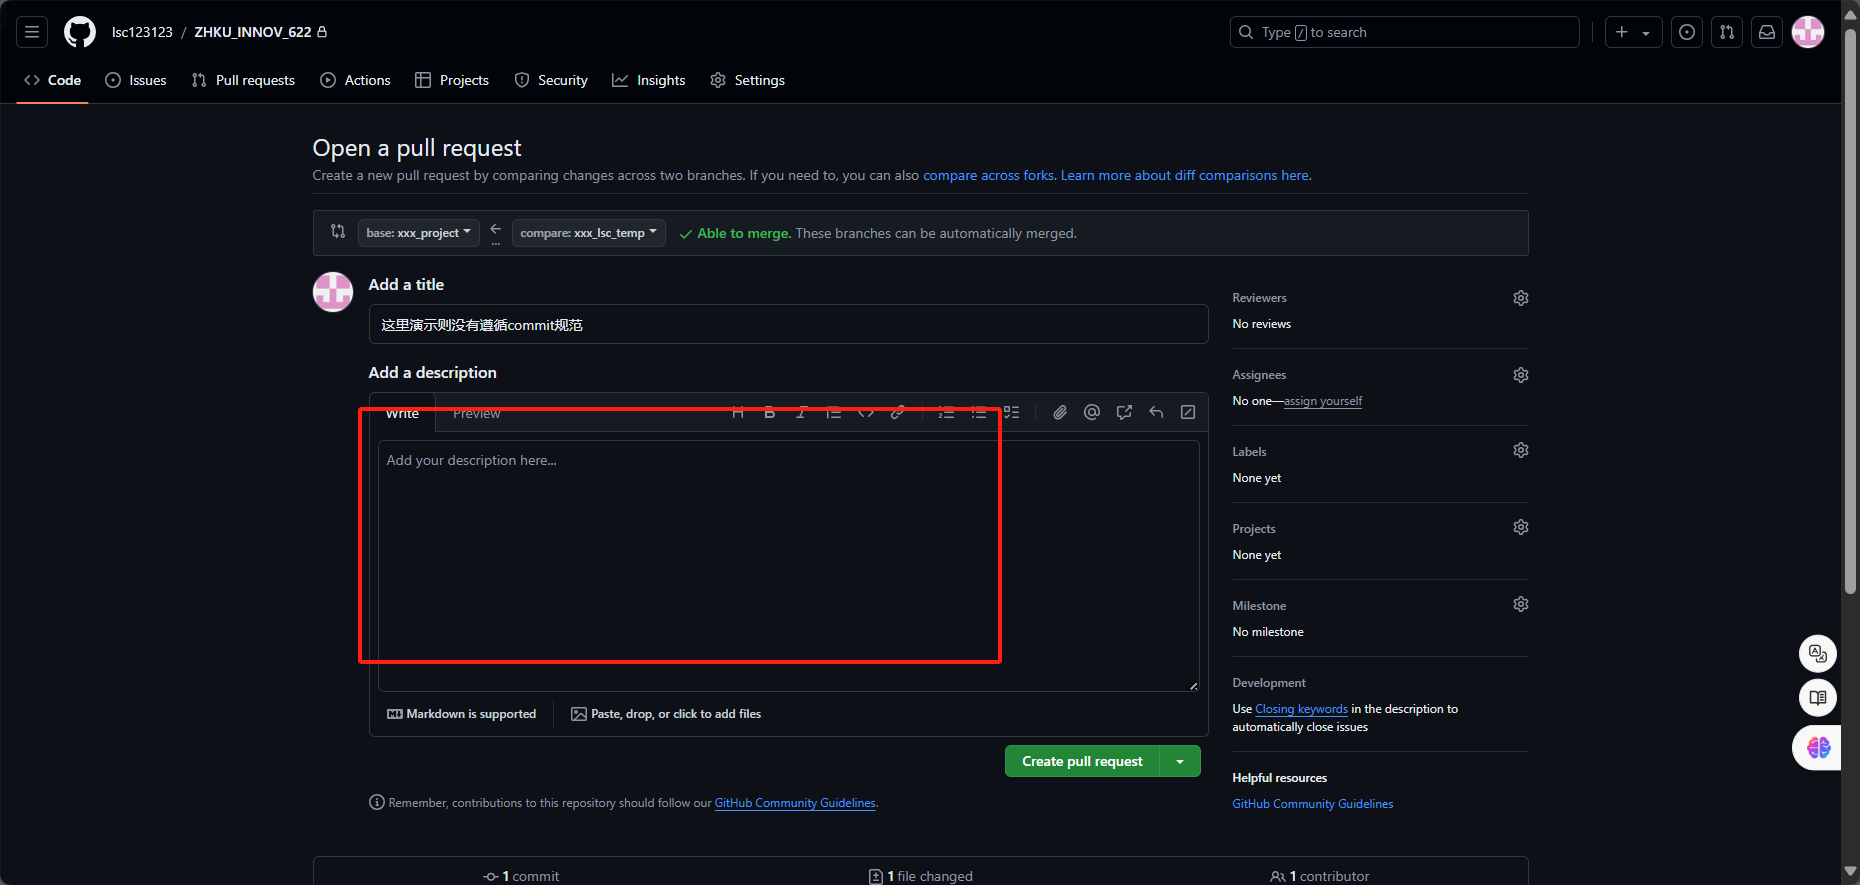 lsc123123 / ZHKU_INNOV_622
Type / to search
Code Issues Pull requests Actions Projects Security Insights Settings
Open a pull request
Create a new pull request by comparing changes across two branches. If you need to, you can also compare across forks. Learn more about diff comparisons here.
base: xxx_project ... compare: xxx_lsc_temp Able to merge. These branches can be automatically merged.
Add a title
这里演示则没有遵循commit规范
Add a description
Write Preview
Add your description here...
Markdown is supported
Paste, drop, or click to add files
Create pull request
Remember, contributions to this repository should follow our GitHub Community Guidelines.
Reviewers
No reviews
Assignees
No one—assign yourself
Labels
None yet
Projects
None yet
Milestone
No milestone
Development
Use Closing keywords in the description to
automatically close issues
Helpful resources
GitHub Community Guidelines
1 commit
1 file changed
1 contributor